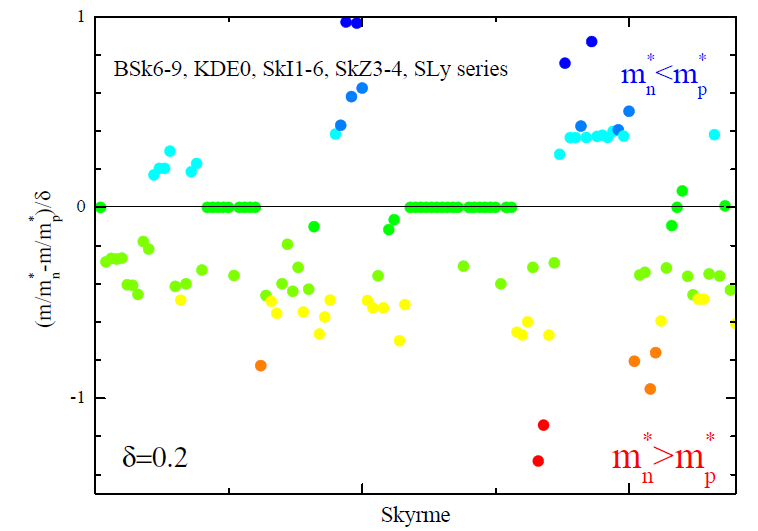 1
BSk6-9, KDE0, SkI1-6, SkZ3-4, SLy series
m*n<m*p
(m/m*n-m/m*p)/δ
0
-1
δ=0.2
m*n>m*p
Skyrme